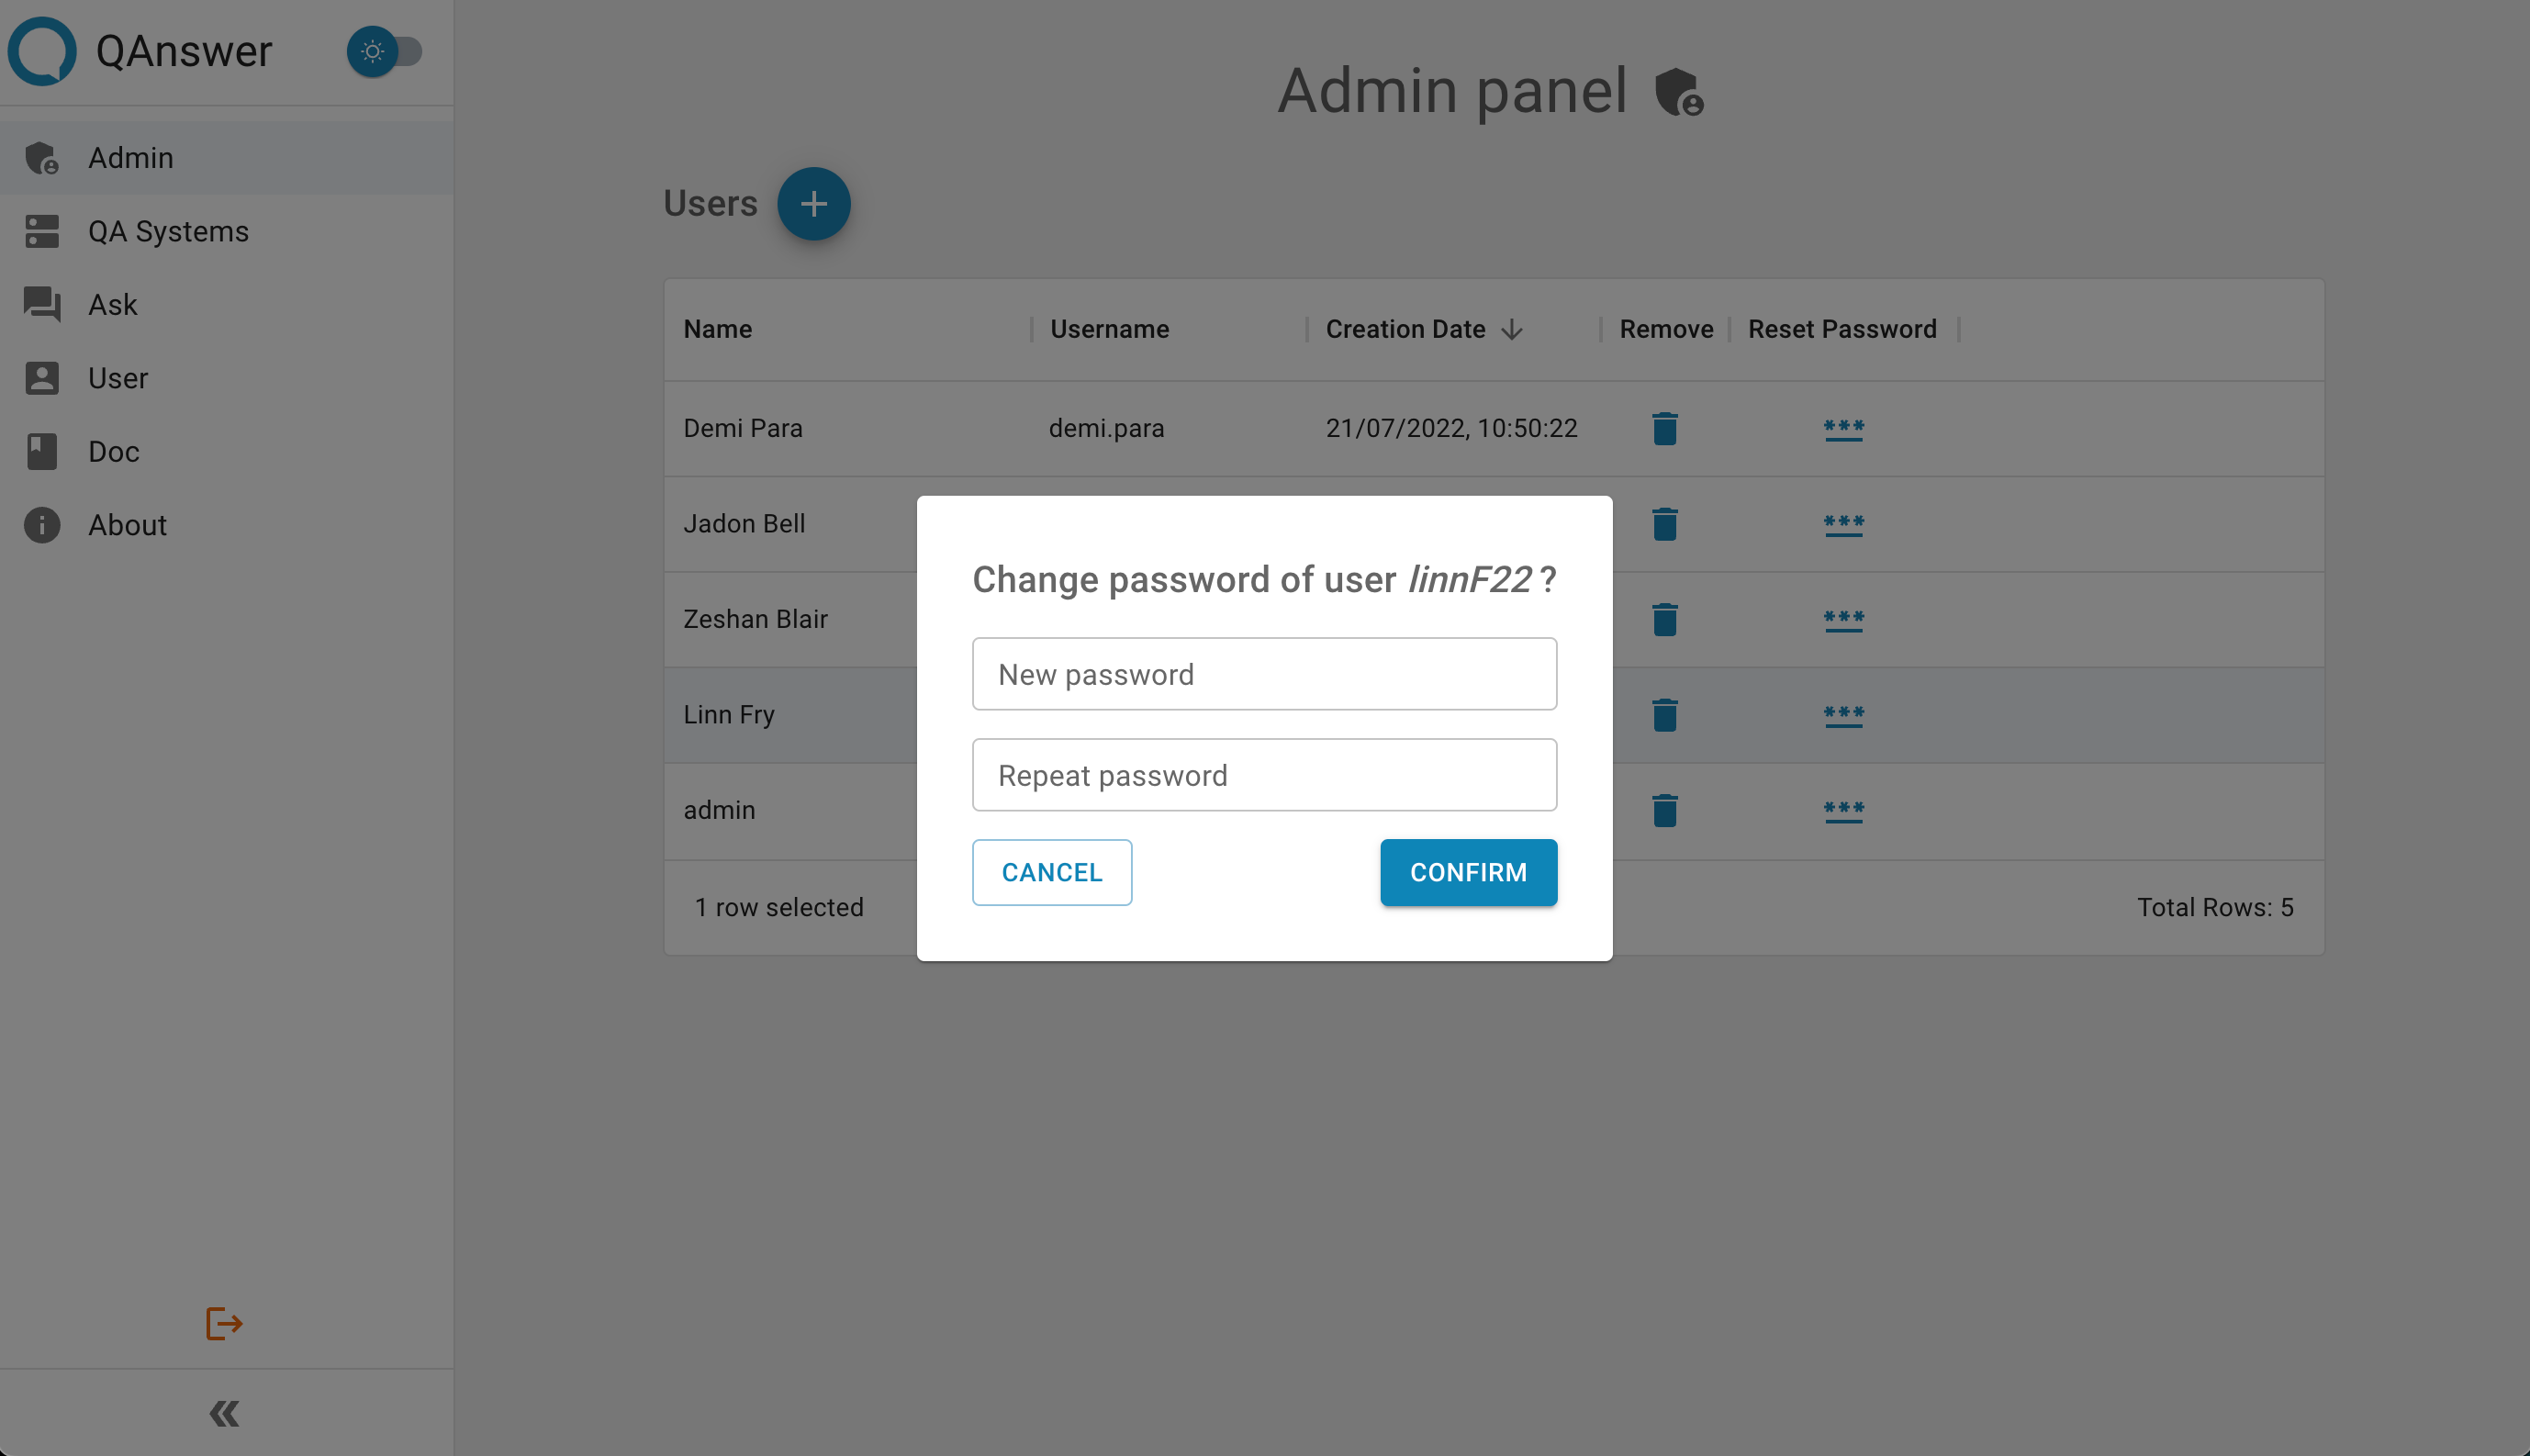 QAnswer
Admin
QA Systems
Ask
User
Doc
About
Admin panel
Users
Name Username Creation Date Remove Reset Password
Demi Para demi.para 21/07/2022, 10:50:22 ***
Jadon Bell ***
Zeshan Blair ***
Linn Fry ***
admin ***
1 row selected Total Rows: 5
Change password of user linnF22 ?
New password
Repeat password
CANCEL CONFIRM